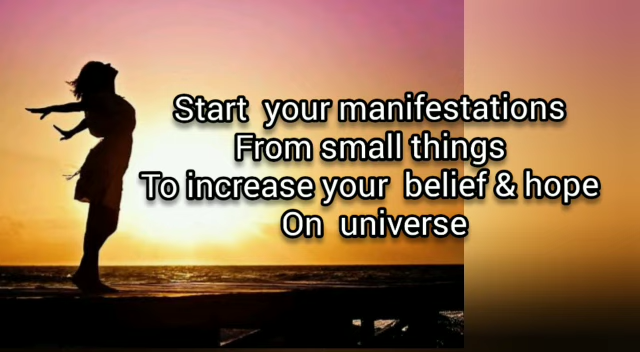 Start your manifestations
From small things
To increase your belief & hope
On universe